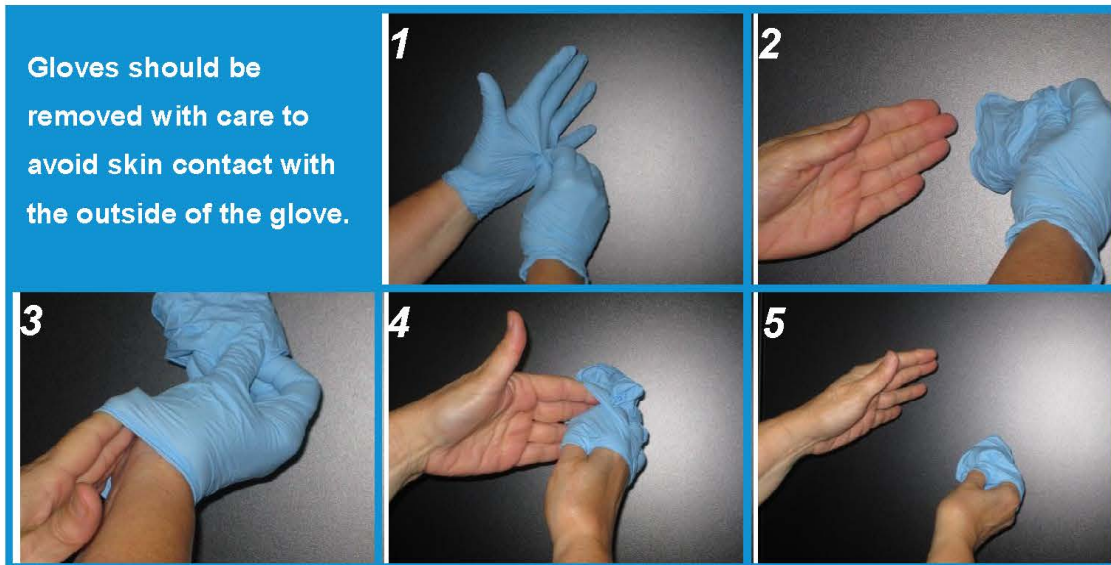 Gloves should be
removed with care to
avoid skin contact with
the outside of the glove.
1
2
3
4
5